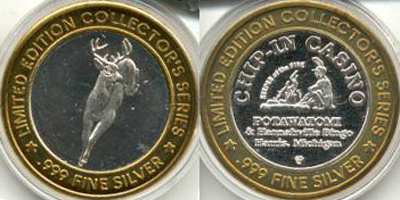 LIMITED EDITION COLLECTOR'S SERIES
.999 FINE SILVER
LIMITED EDITION COLLECTOR'S SERIES
CHIP-IN CASINO
POTAWATOMI
& Hannahville Bingo
Harris, Michigan
.999 FINE SILVER